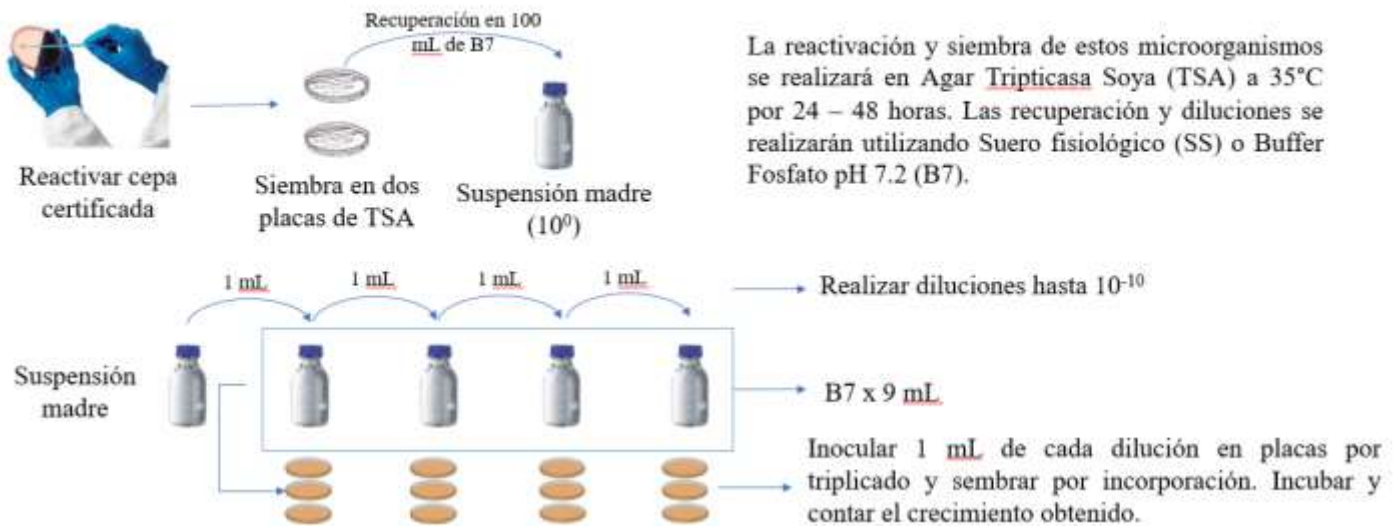 Recuperación en 100
mL de B7
Reactivar cepa
certificada
Siembra en dos
placas de TSA
Suspensión madre
(10⁰)
La reactivación y siembra de estos microorganismos
se realizará en Agar Tripticasa Soya (TSA) a 35°C
por 24 – 48 horas. Las recuperación y diluciones se
realizarán utilizando Suero fisiológico (SS) o Buffer
Fosfato pH 7.2 (B7).
1 mL
1 mL
1 mL
1 mL
Realizar diluciones hasta 10⁻¹⁰
Suspensión
madre
B7 x 9 mL
Inocular 1 mL de cada dilución en placas por
triplicado y sembrar por incorporación. Incubar y
contar el crecimiento obtenido.